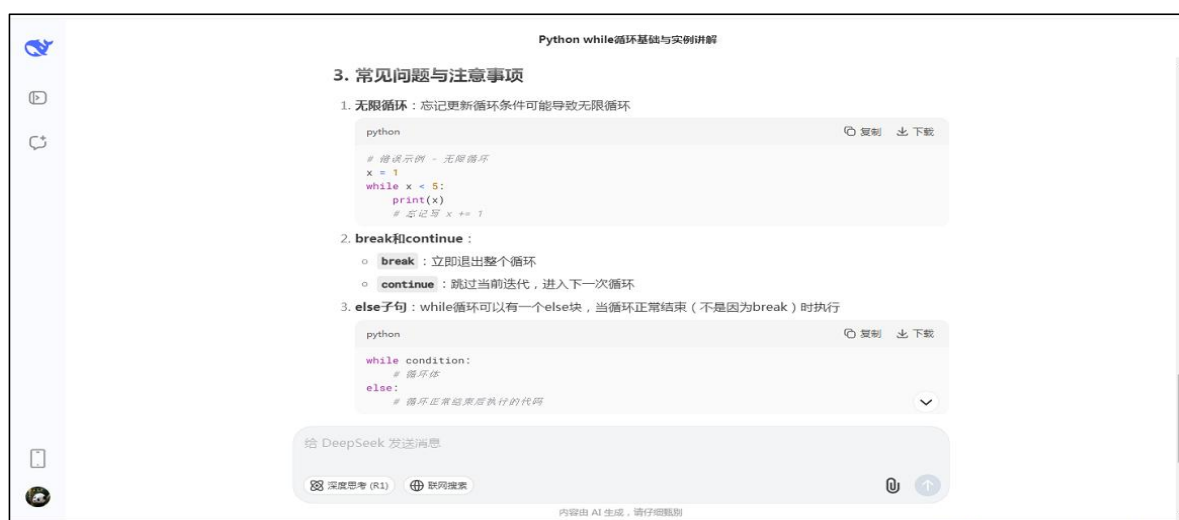 Python while循环基础与实例讲解
3. 常见问题与注意事项
1. 无限循环：忘记更新循环条件可能导致无限循环
python 复制 下载
# 错误示例 - 无限循环
x = 1
while x < 5:
    print(x)
    # 忘记写 x += 1
2. break和continue：
break：立即退出整个循环
continue：跳过当前迭代，进入下一次循环
3. else子句：while循环可以有一个else块，当循环正常结束（不是因为break）时执行
python 复制 下载
while condition:
    # 循环体
else:
    # 循环正常结束后执行的代码
给 DeepSeek 发送消息
深度思考 (R1) 联网搜索
内容由 AI 生成，请仔细甄别